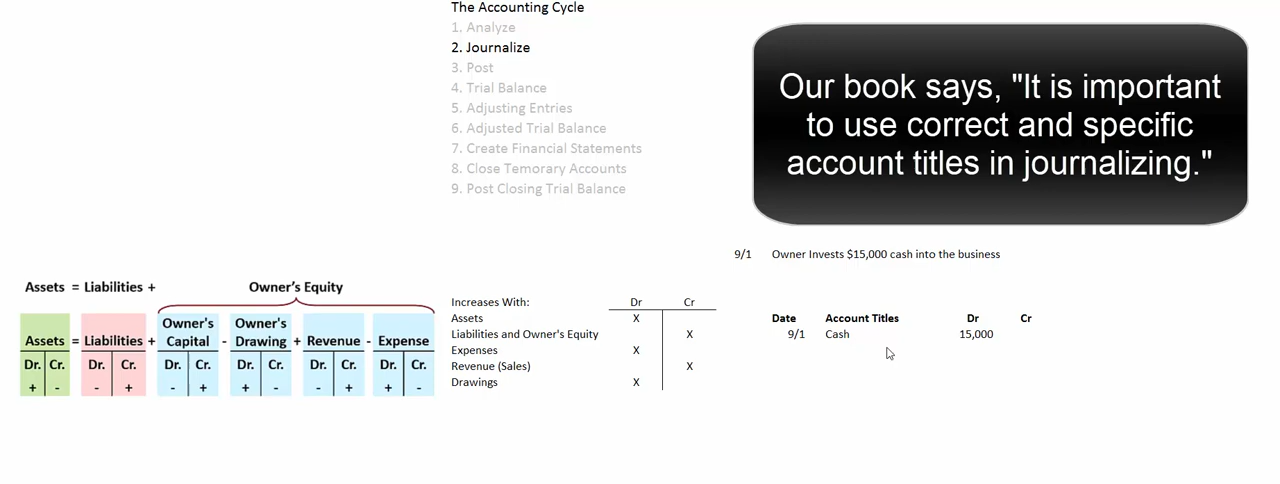 The Accounting Cycle
1. Analyze
2. Journalize
3. Post
4. Trial Balance
5. Adjusting Entries
6. Adjusted Trial Balance
7. Create Financial Statements
8. Close Temorary Accounts
9. Post Closing Trial Balance
Our book says, "It is important
to use correct and specific
account titles in journalizing."
9/1 Owner Invests $15,000 cash into the business
Assets = Liabilities + Owner's Equity
Owner's Owner's
Assets = Liabilities + Capital - Drawing + Revenue - Expense
Dr. Cr. Dr. Cr. Dr. Cr. Dr. Cr. Dr. Cr. Dr. Cr.
+ - - + - + + - - + + -
Increases With: Dr Cr
Assets X
Liabilities and Owner's Equity X
Expenses X
Revenue (Sales) X
Drawings X
Date Account Titles Dr Cr
9/1 Cash 15,000